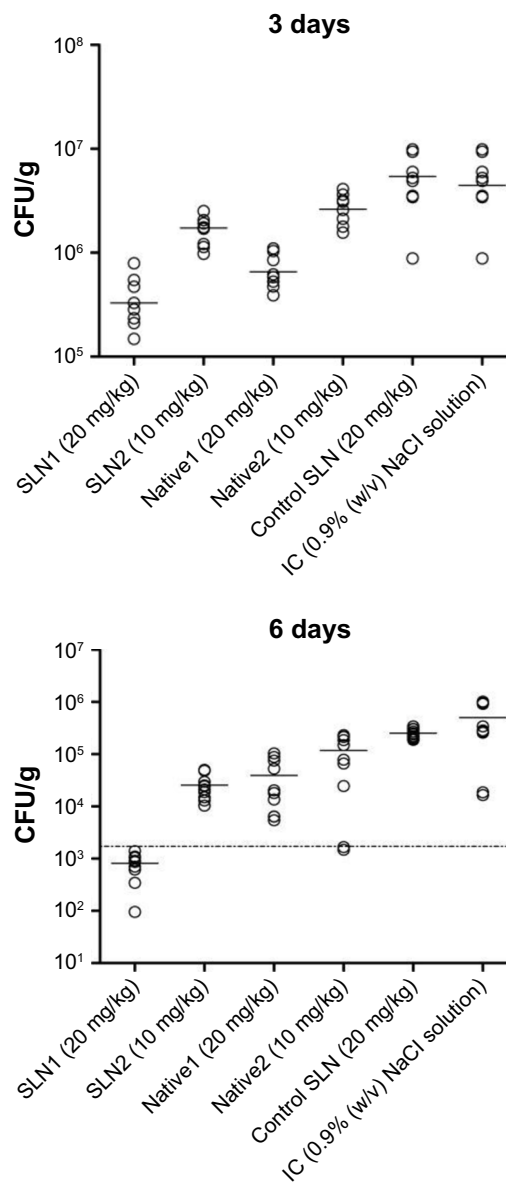 3 days
CFU/g
10⁸
10⁷
10⁶
10⁵
SLN1 (20 mg/kg)
SLN2 (10 mg/kg)
Native1 (20 mg/kg)
Native2 (10 mg/kg)
Control SLN (20 mg/kg)
IC (0.9% (w/v) NaCl solution)
6 days
CFU/g
10⁷
10⁶
10⁵
10⁴
10³
10²
10¹
SLN1 (20 mg/kg)
SLN2 (10 mg/kg)
Native1 (20 mg/kg)
Native2 (10 mg/kg)
Control SLN (20 mg/kg)
IC (0.9% (w/v) NaCl solution)